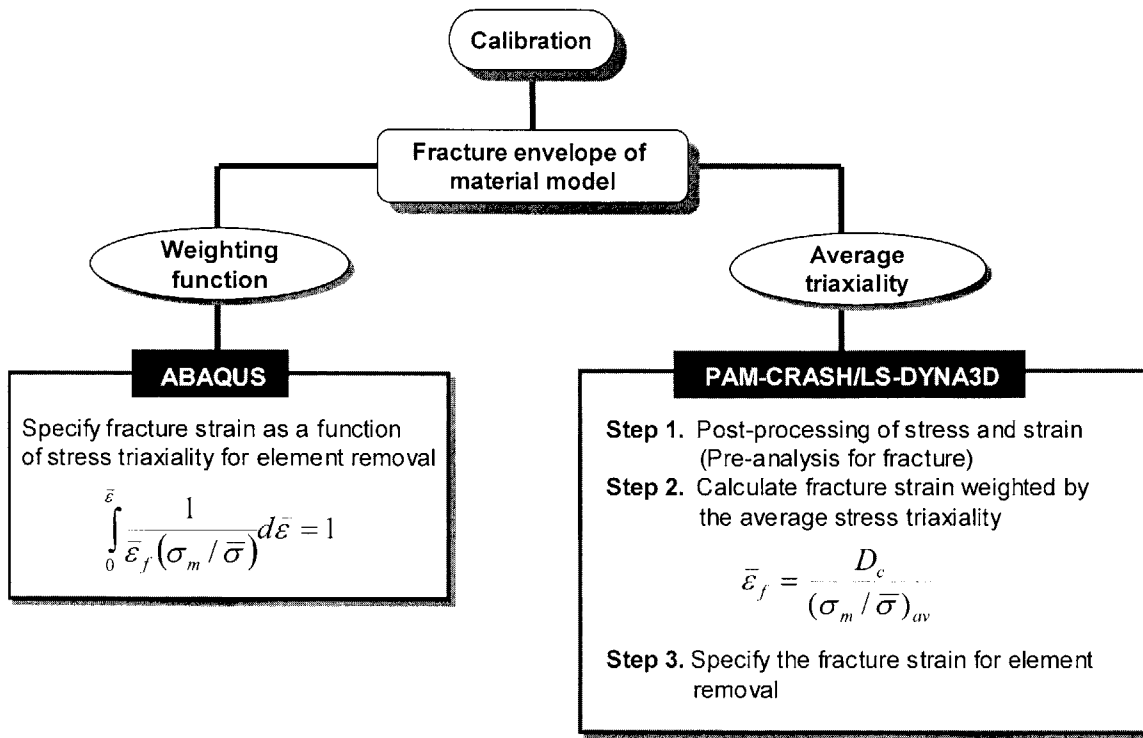 Calibration
Fracture envelope of
material model
Weighting
function
Average
triaxiality
ABAQUS
Specify fracture strain as a function
of stress triaxiality for element removal
∫₀^ε̄ 1/(ε̄_f(σ_m / σ̄)) dε̄ = 1
PAM-CRASH/LS-DYNA3D
Step 1. Post-processing of stress and strain
(Pre-analysis for fracture)
Step 2. Calculate fracture strain weighted by
the average stress triaxiality
ε̄_f = D_c/((σ_m / σ̄)_av)
Step 3. Specify the fracture strain for element
removal